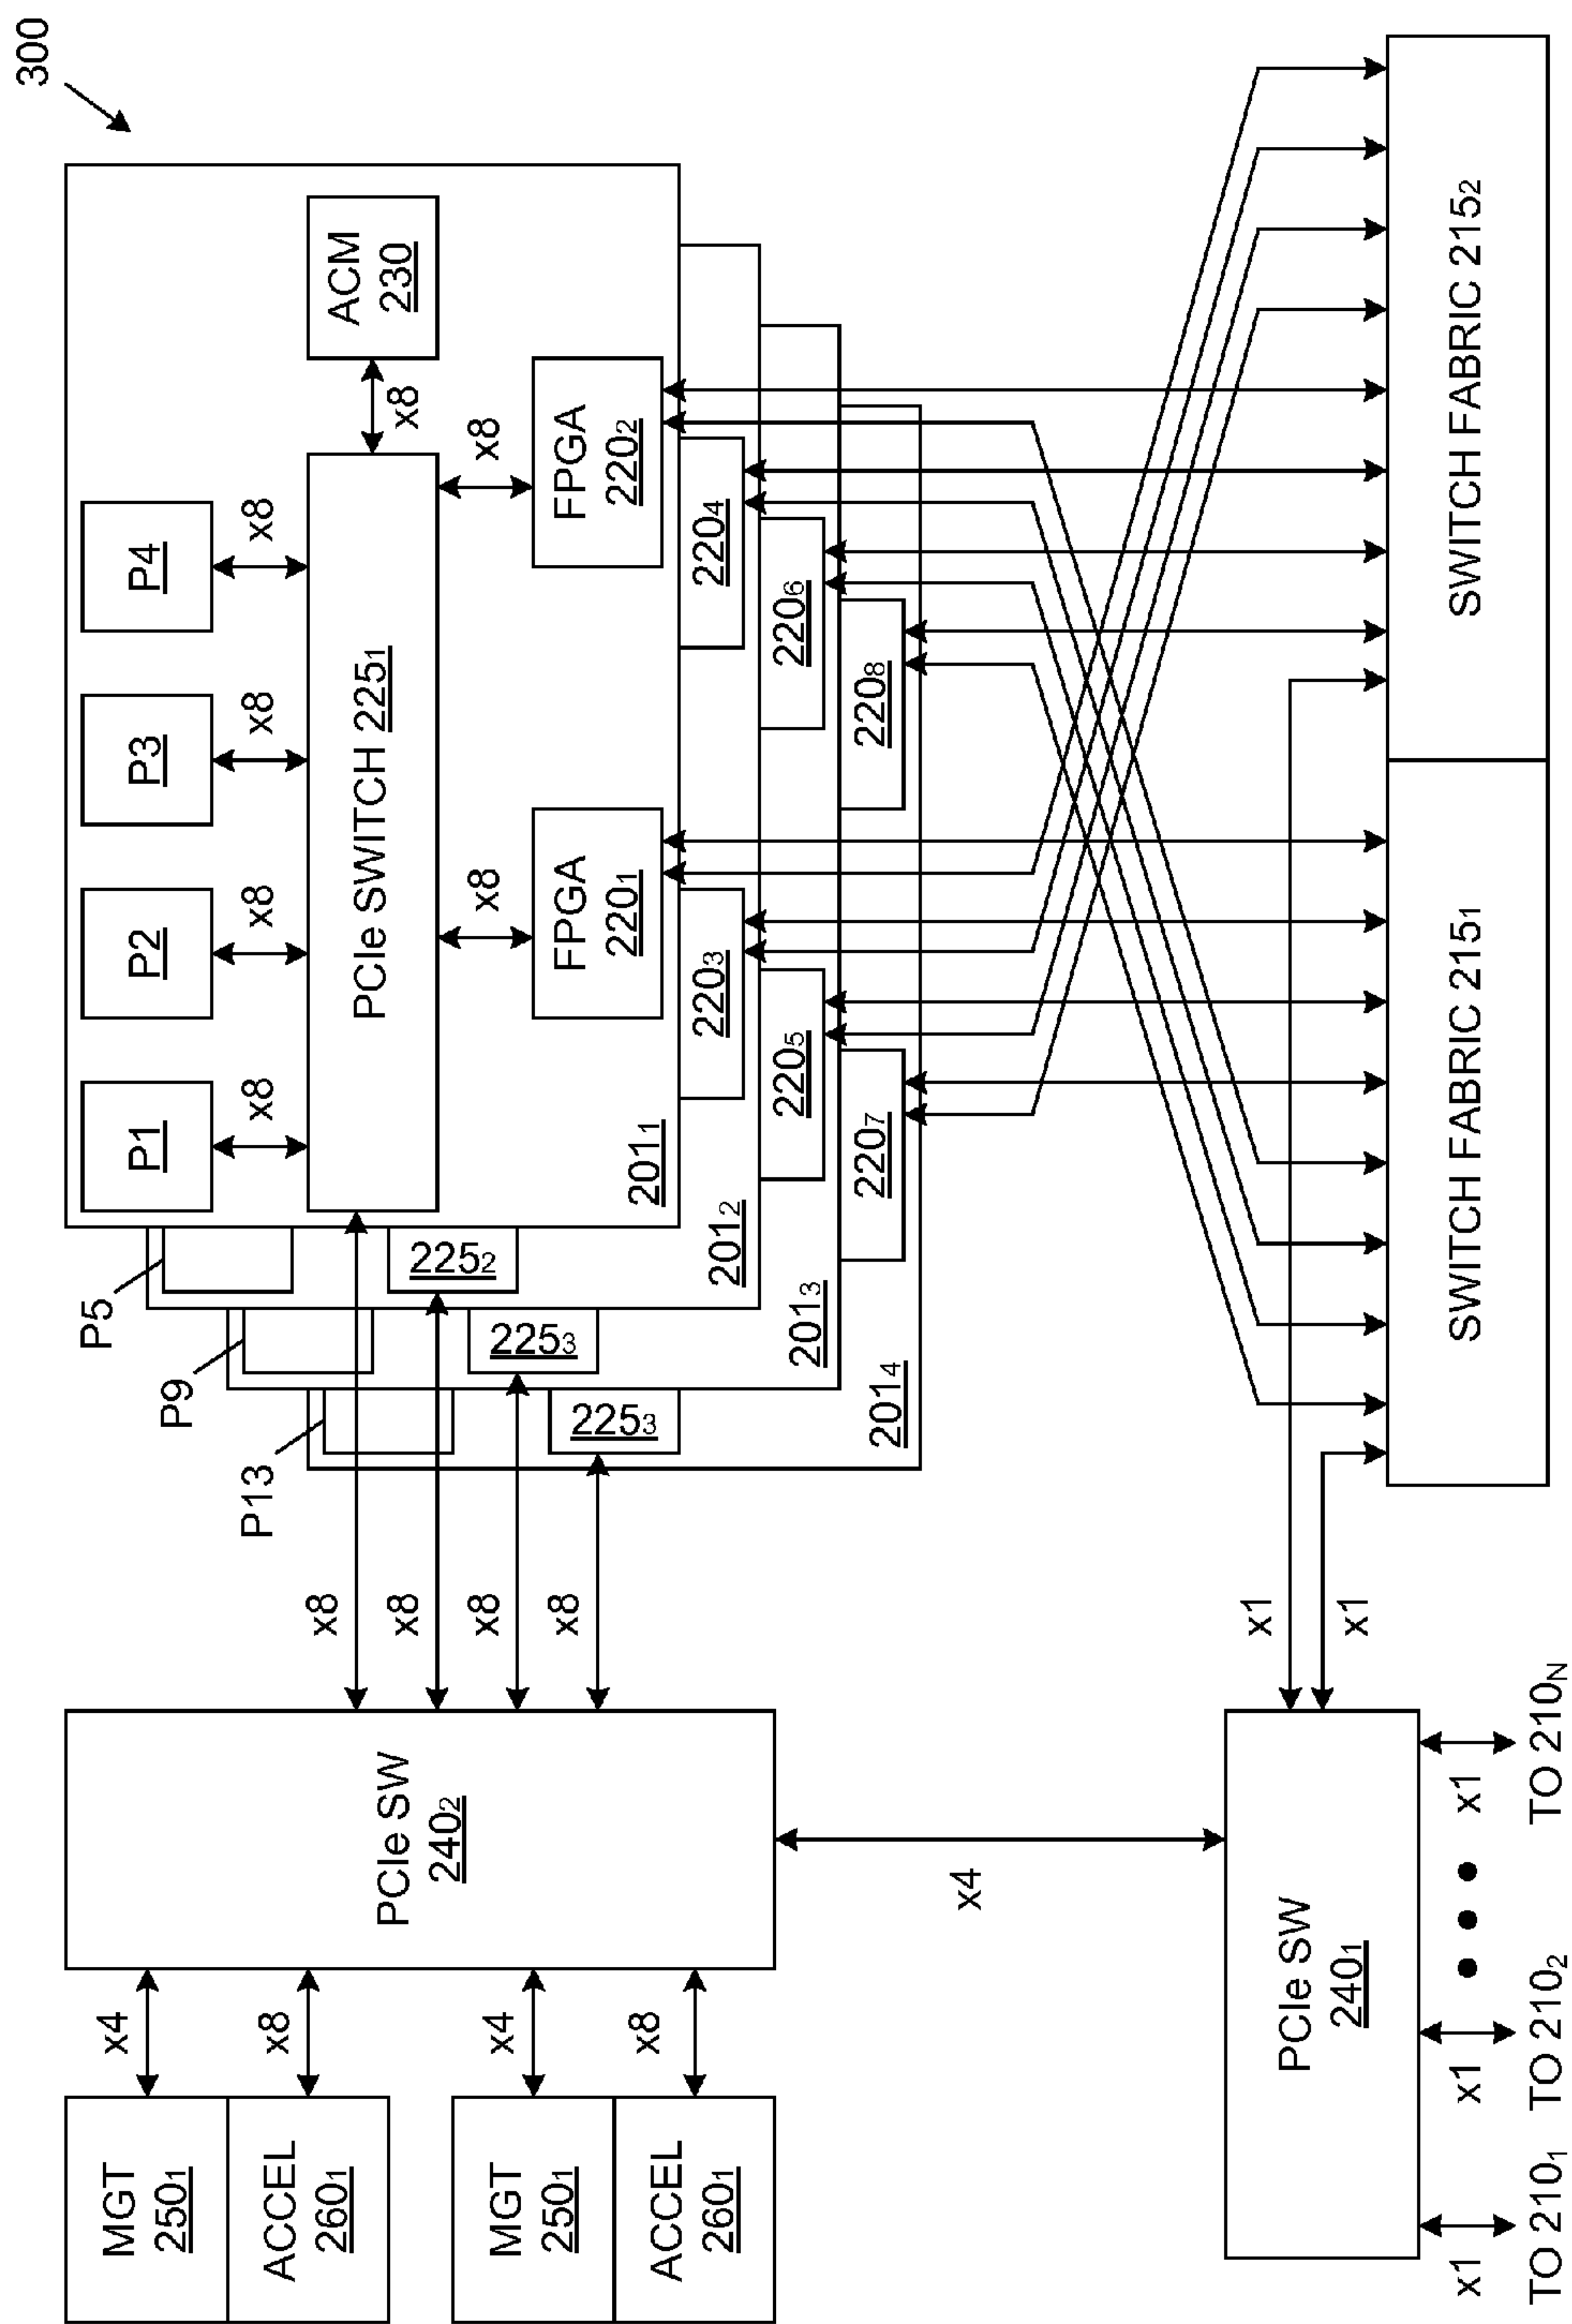 300
P1
P2
P3
P4
x8
x8
x8
x8
PCIe SWITCH 225₁
x8
ACM
230
x8
x8
FPGA
220₁
FPGA
220₂
201₁
P5
225₂
220₃
220₄
201₂
P9
225₃
220₅
220₆
201₃
P13
225₃
220₇
220₈
201₄
x8
x8
x8
x8
MGT
250₁
x4
ACCEL
260₁
x8
MGT
250₁
x4
ACCEL
260₁
x8
PCIe SW
240₂
x4
PCIe SW
240₁
x1
x1
x1
x1
x1
TO 210₁
TO 210₂
TO 210N
SWITCH FABRIC 215₁
SWITCH FABRIC 215₂